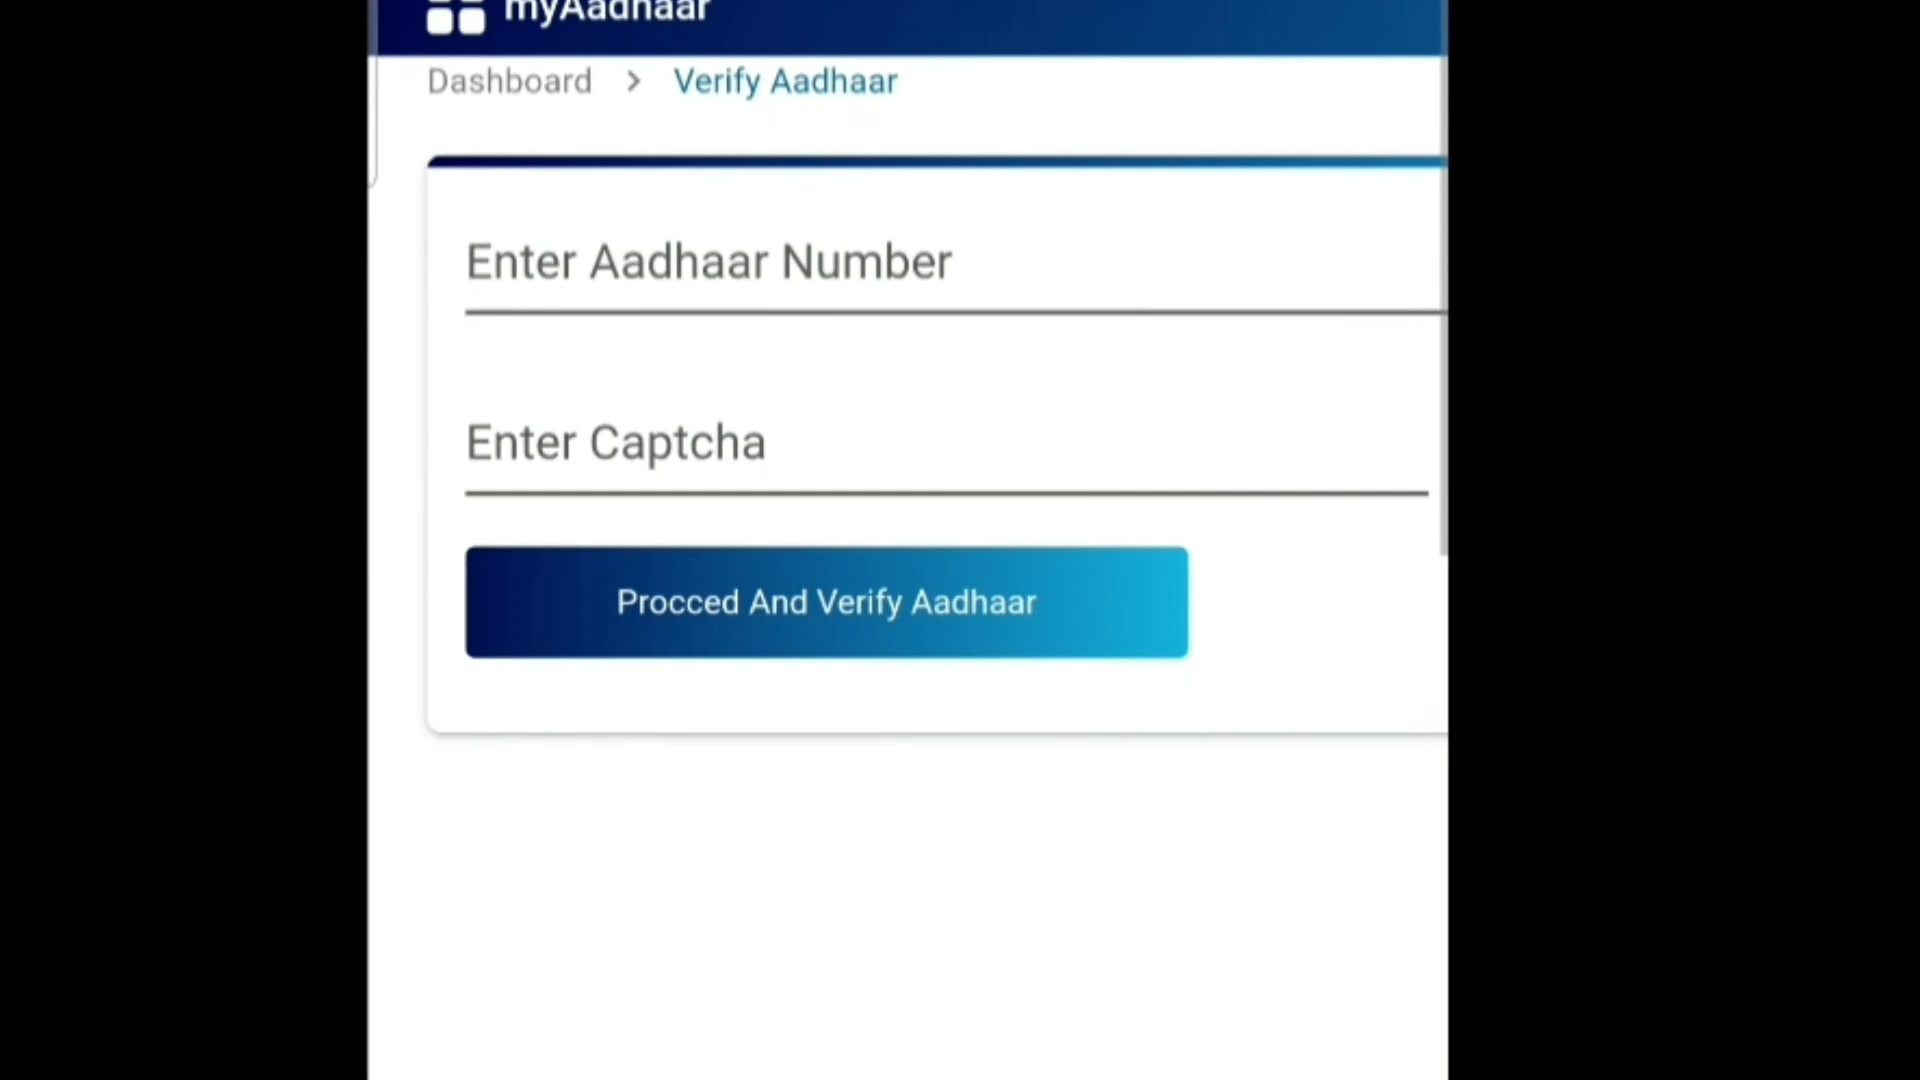 myAadhaar
Dashboard > Verify Aadhaar
Enter Aadhaar Number
Enter Captcha
Procced And Verify Aadhaar